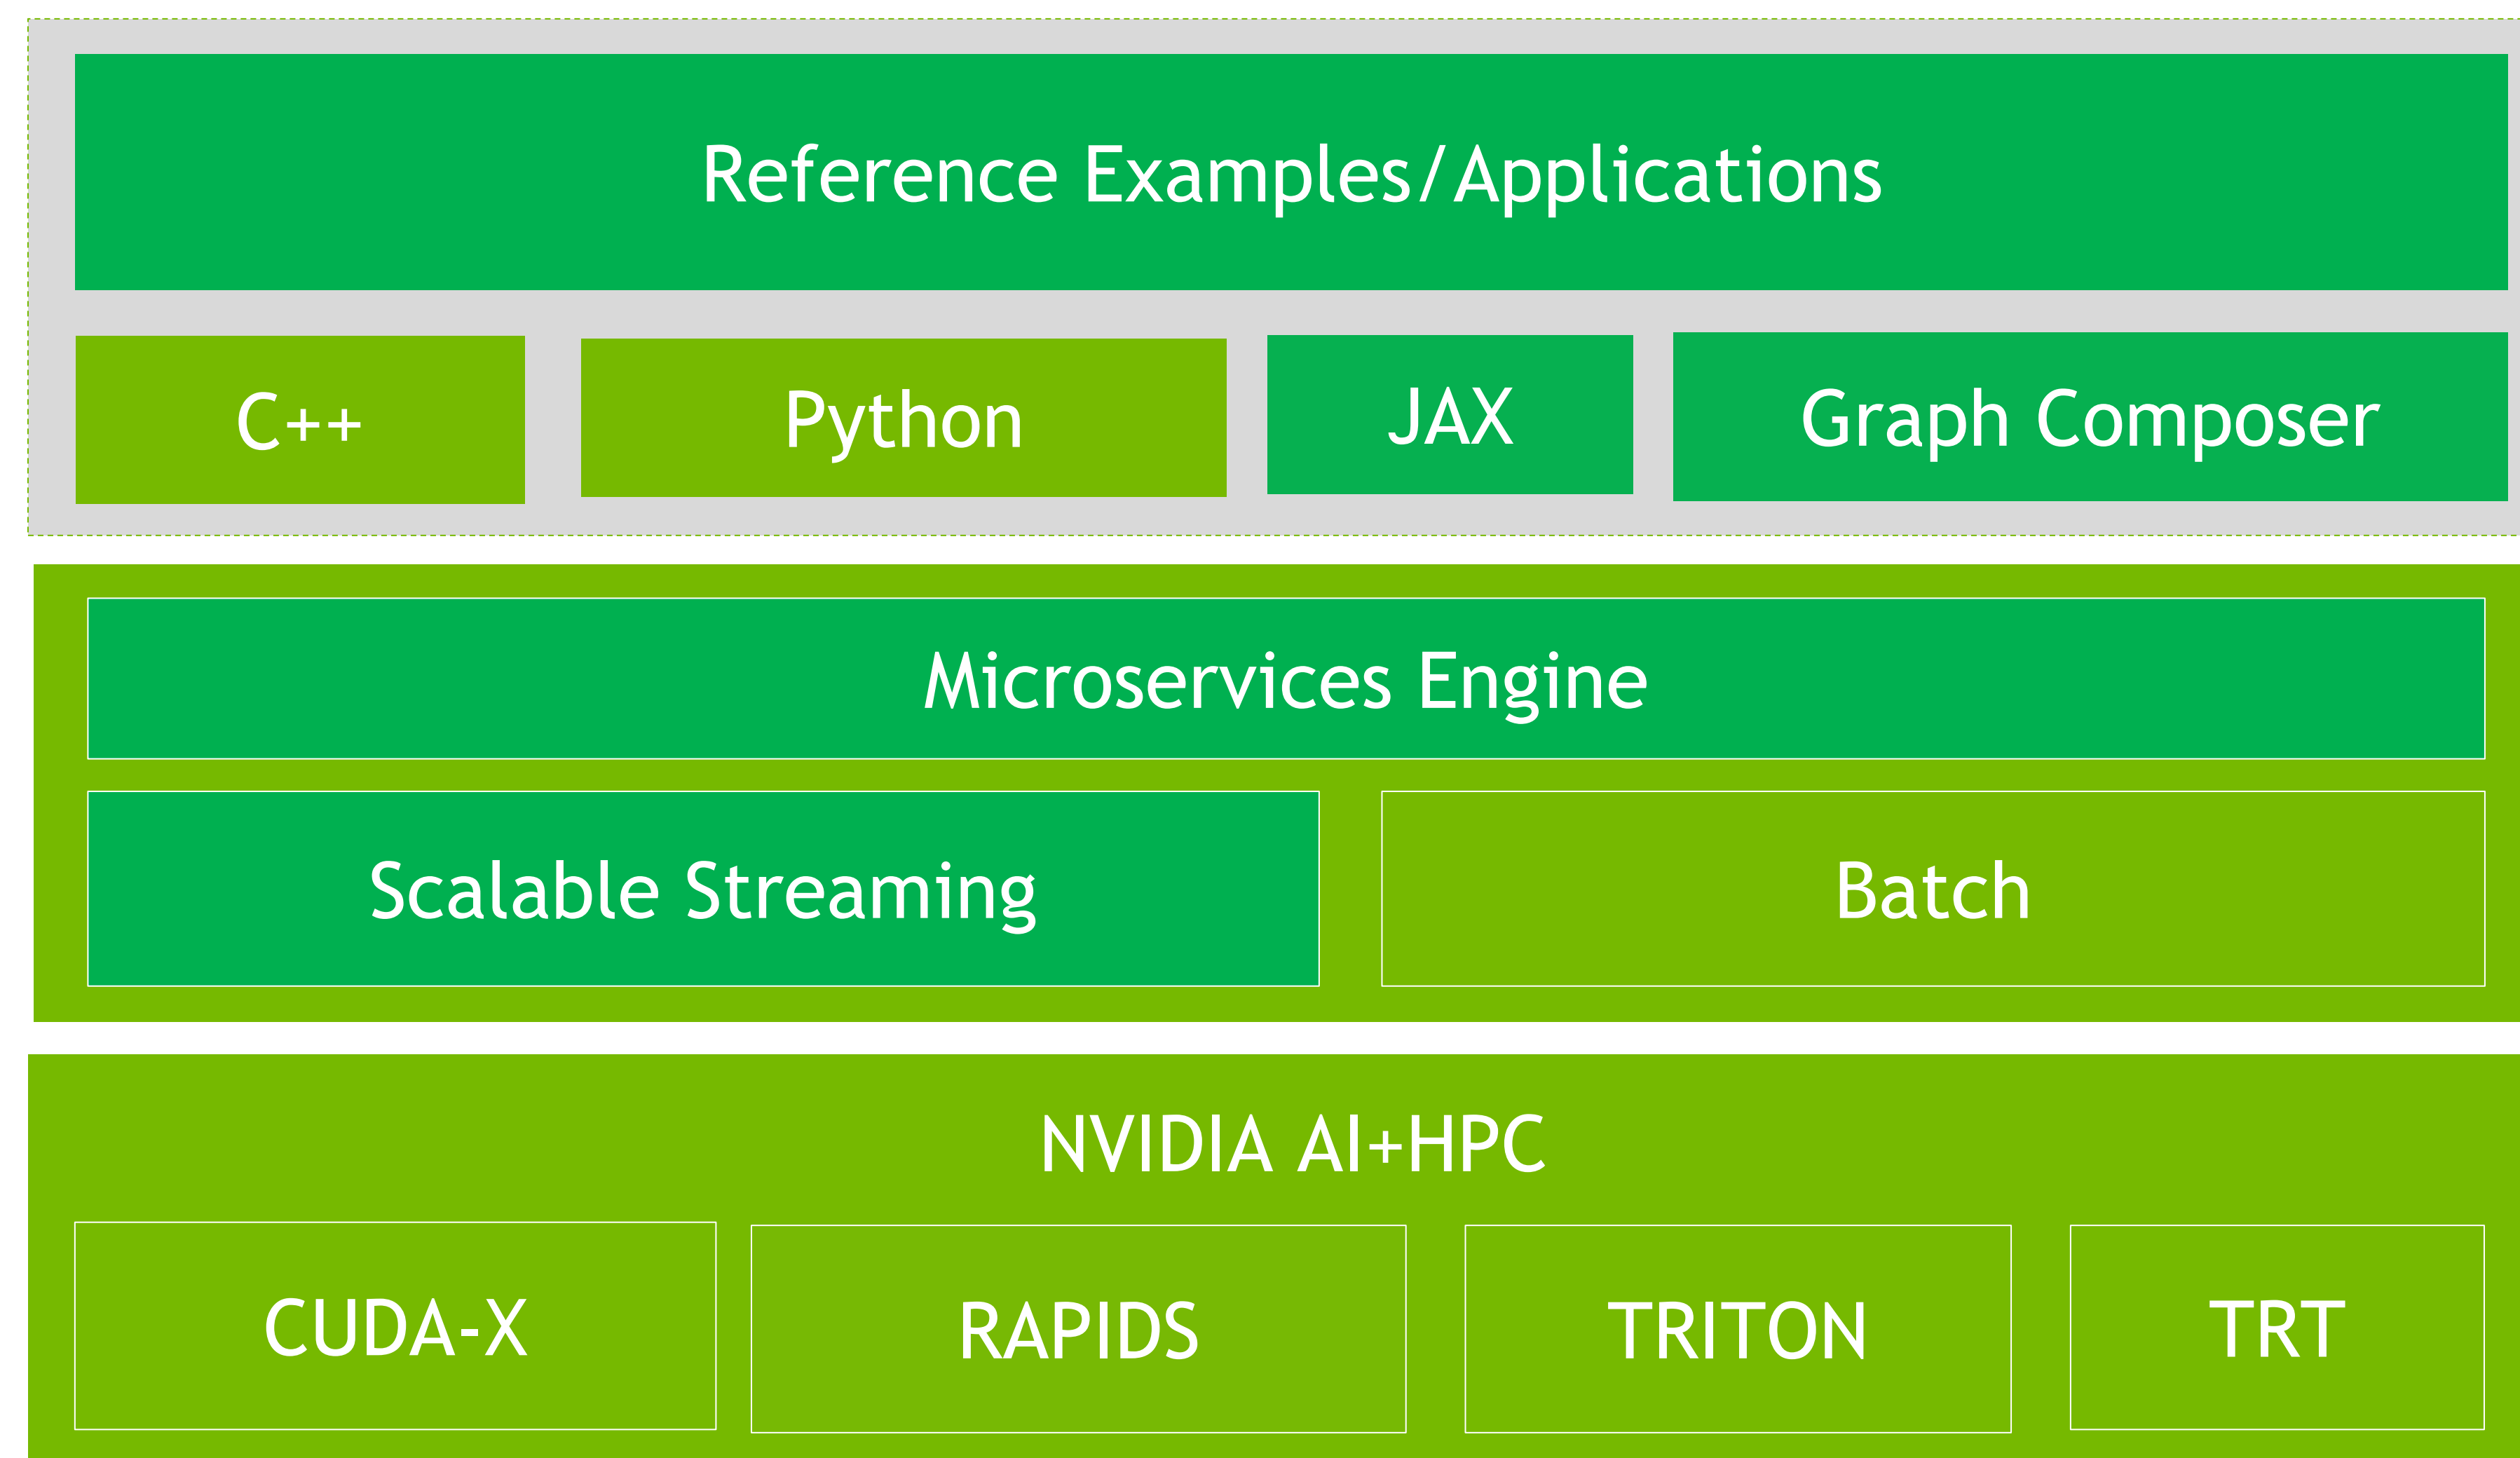 Reference Examples/Applications
C++
Python
JAX
Graph Composer
Microservices Engine
Scalable Streaming
Batch
NVIDIA AI+HPC
CUDA-X
RAPIDS
TRITON
TRT